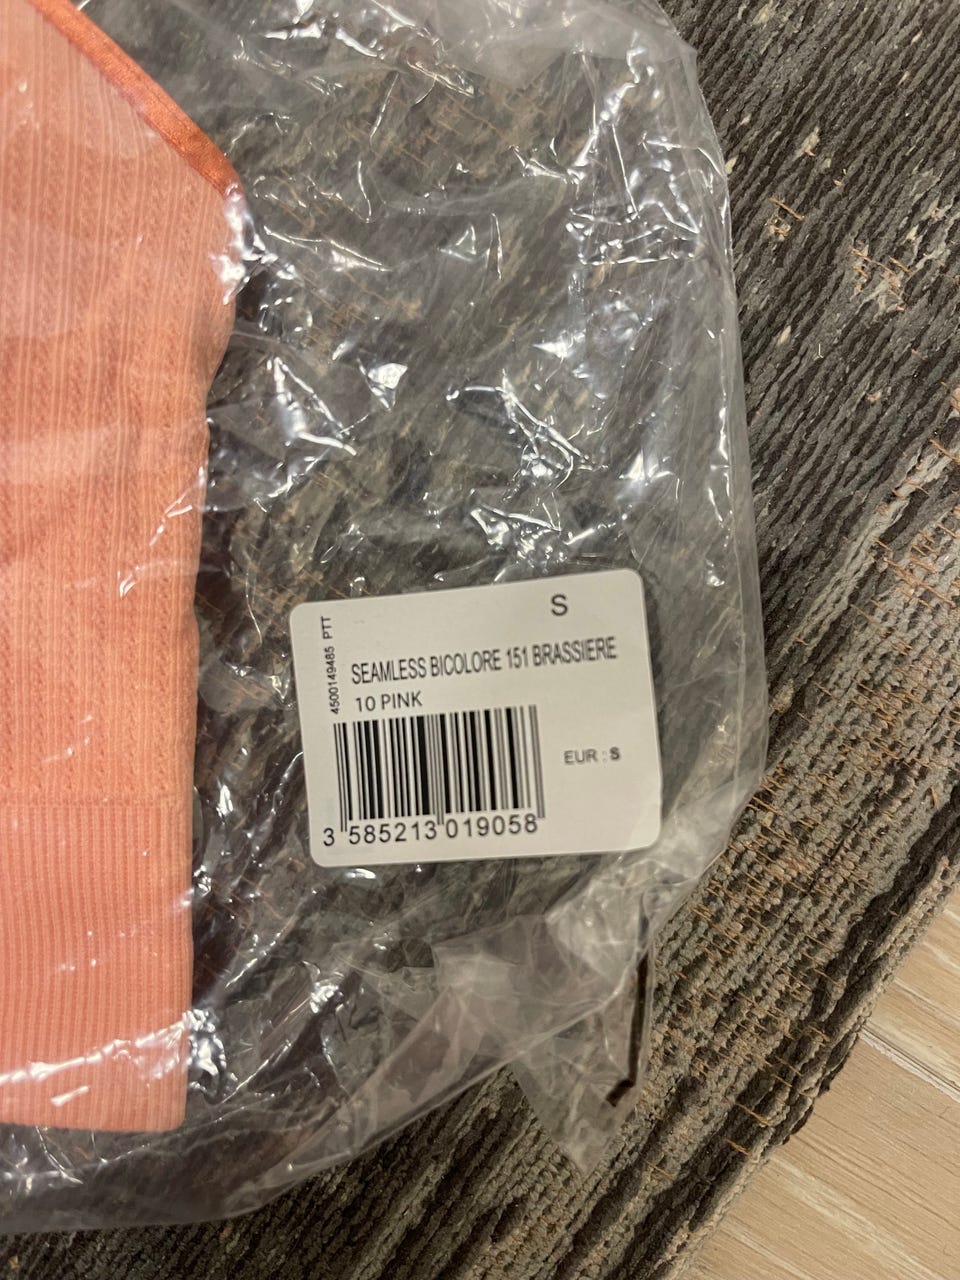 S
4500149485 PTT
SEAMLESS BICOLORE 151 BRASSIERE
10 PINK
EUR : S
3 585213 019058